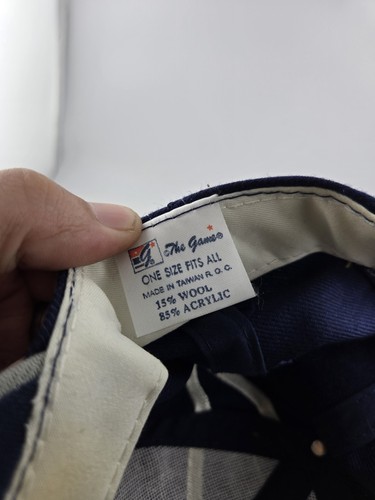 G The Game®
ONE SIZE FITS ALL
MADE IN TAIWAN R.O.C.
15% WOOL
85% ACRYLIC